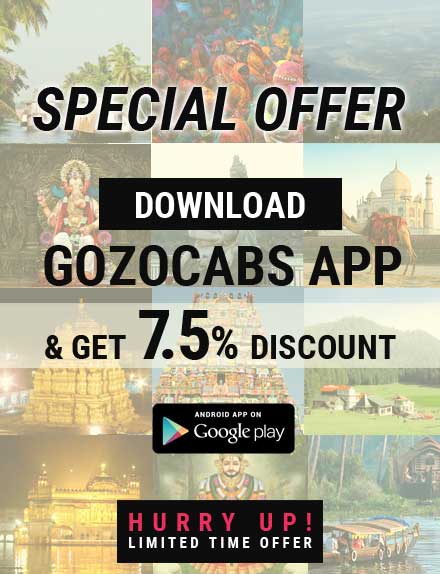 SPECIAL OFFER
DOWNLOAD
GOZOCABS APP
& GET 7.5% DISCOUNT
ANDROID APP ON
Google play
HURRY UP!
LIMITED TIME OFFER